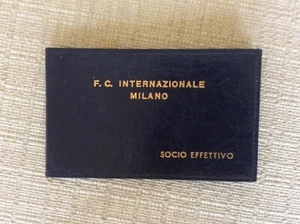 F. C. INTERNAZIONALE
MILANO
SOCIO EFFETTIVO